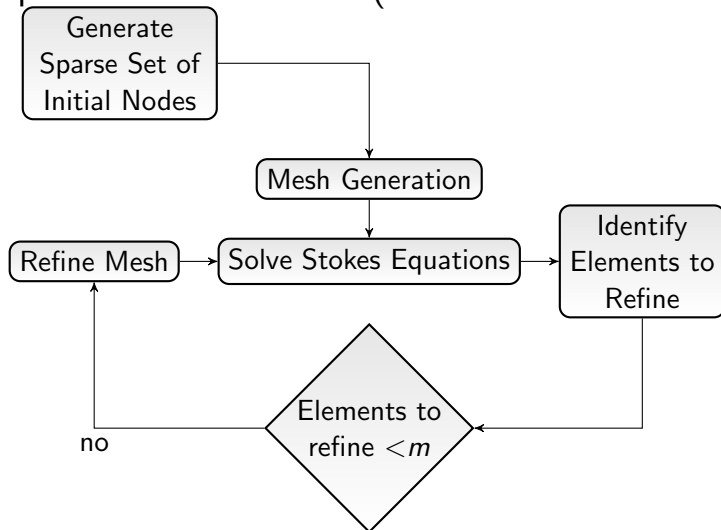 Generate
Sparse Set of
Initial Nodes
Mesh Generation
Refine Mesh
Solve Stokes Equations
Identify
Elements to
Refine
Elements to
refine <m
no